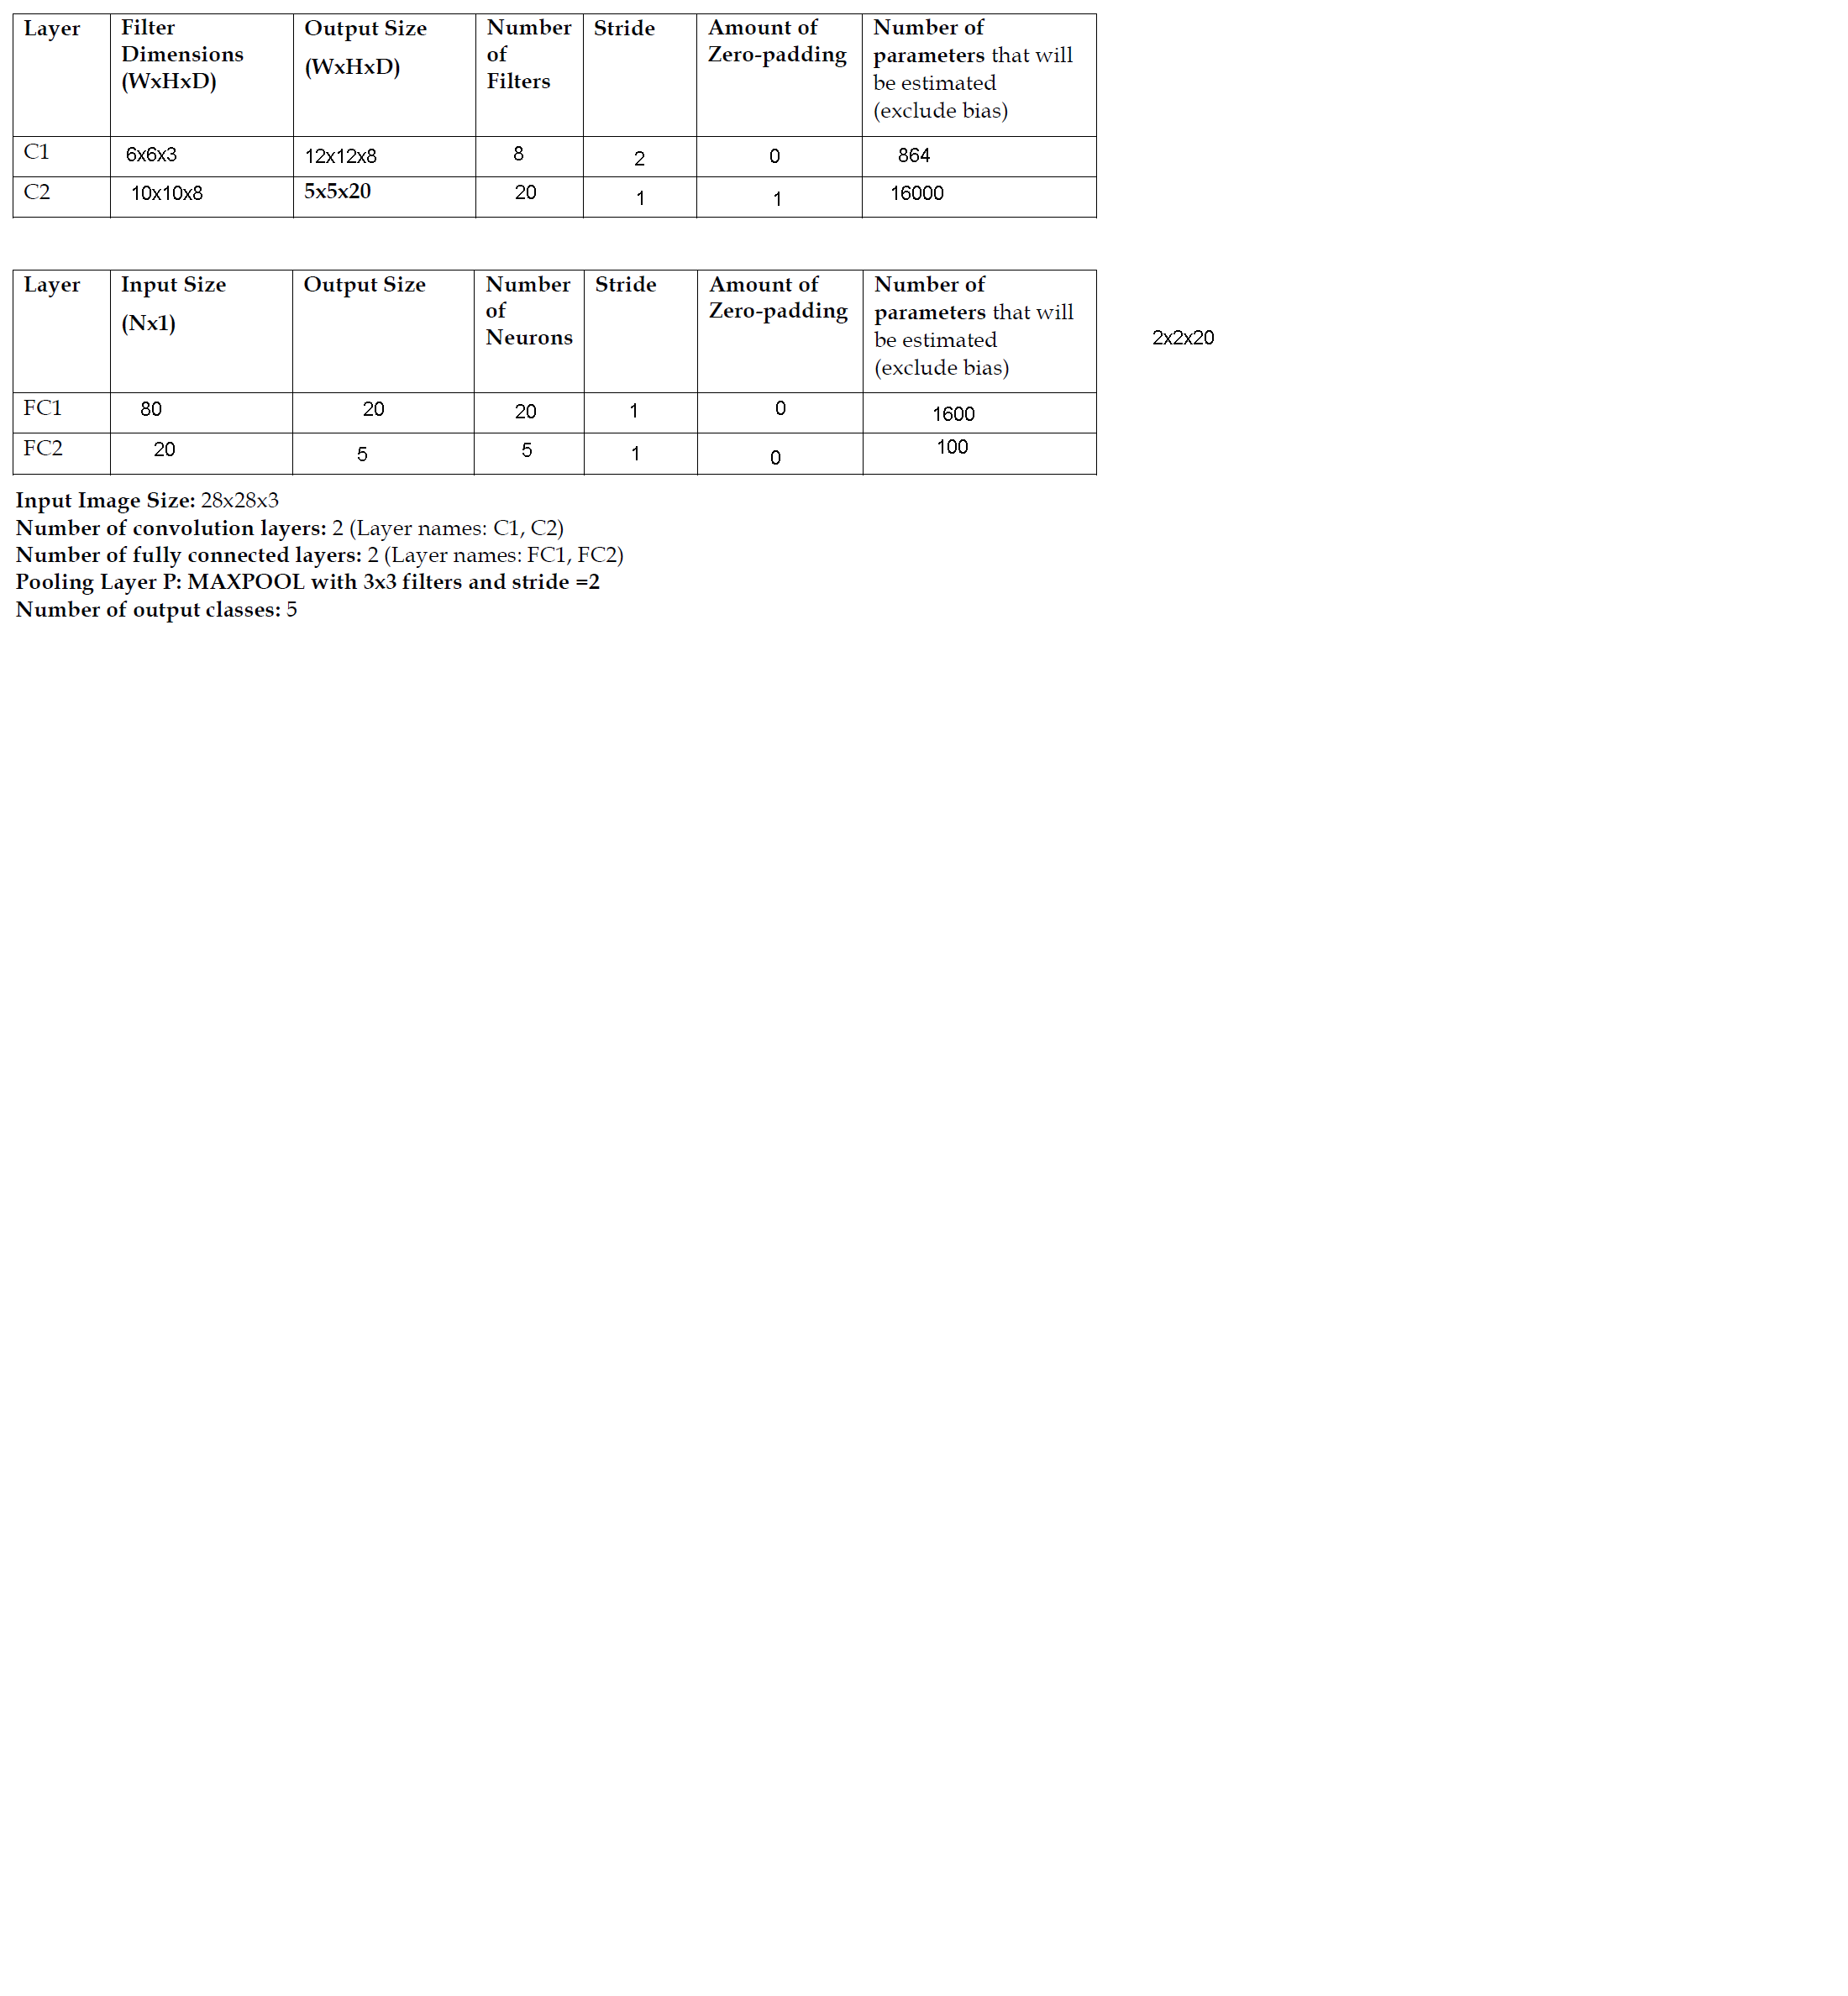 Layer Filter Dimensions (WxHxD) Output Size (WxHxD) Number of Filters Stride Amount of Zero-padding Number of parameters that will be estimated (exclude bias)
C1 6x6x3 12x12x8 8 2 0 864
C2 10x10x8 5x5x20 20 1 1 16000
Layer Input Size (Nx1) Output Size Number of Neurons Stride Amount of Zero-padding Number of parameters that will be estimated (exclude bias)
2x2x20
FC1 80 20 20 1 0 1600
FC2 20 5 5 1 0 100
Input Image Size: 28x28x3
Number of convolution layers: 2 (Layer names: C1, C2)
Number of fully connected layers: 2 (Layer names: FC1, FC2)
Pooling Layer P: MAXPOOL with 3x3 filters and stride =2
Number of output classes: 5